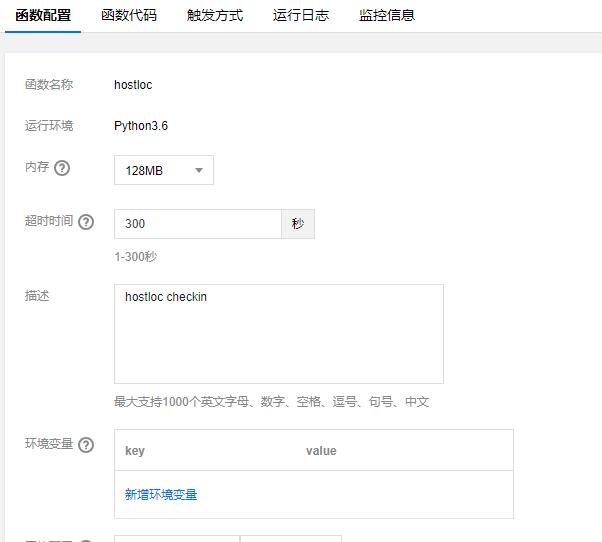 函数配置 函数代码 触发方式 运行日志 监控信息
函数名称 hostloc
运行环境 Python3.6
内存 ? 128MB
超时时间 ? 300 秒
1-300秒
描述 hostloc checkin
最大支持1000个英文字母、数字、空格、逗号、句号、中文
环境变量 ? key value
新增环境变量